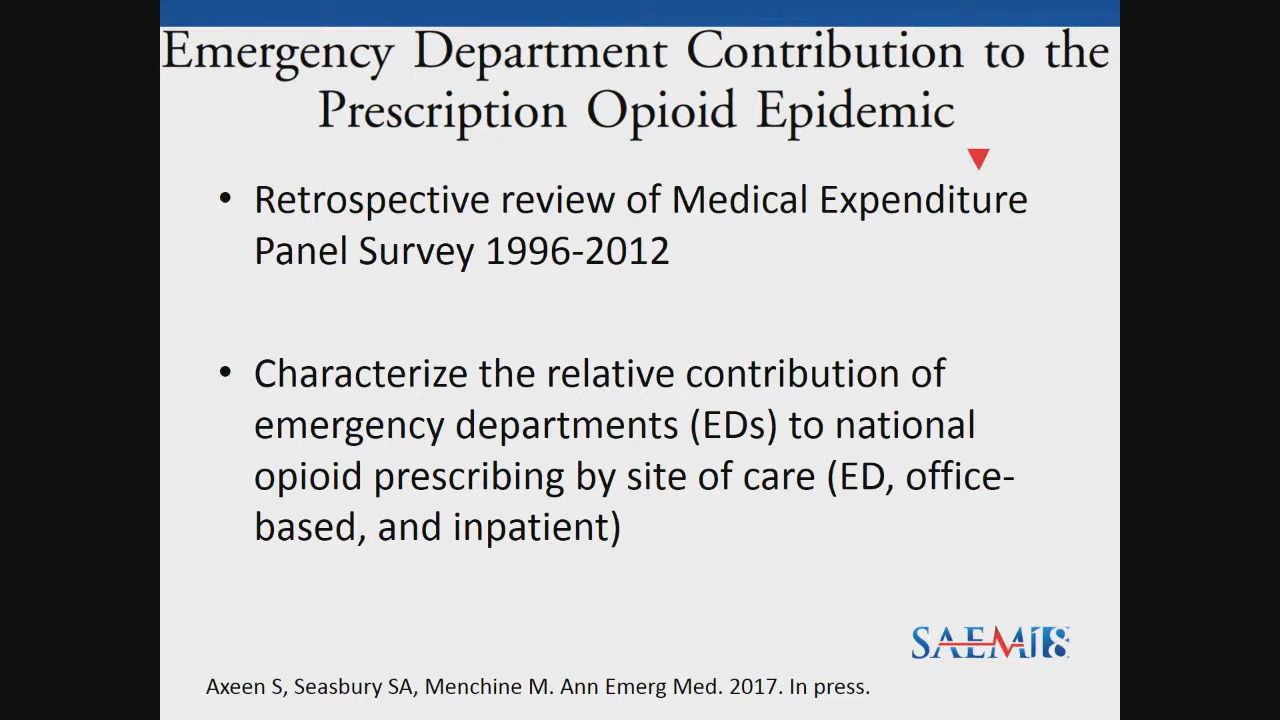 Emergency Department Contribution to the
Prescription Opioid Epidemic
• Retrospective review of Medical Expenditure
Panel Survey 1996-2012
• Characterize the relative contribution of
emergency departments (EDs) to national
opioid prescribing by site of care (ED, office-
based, and inpatient)
SAEM18
Axeen S, Seasbury SA, Menchine M. Ann Emerg Med. 2017. In press.